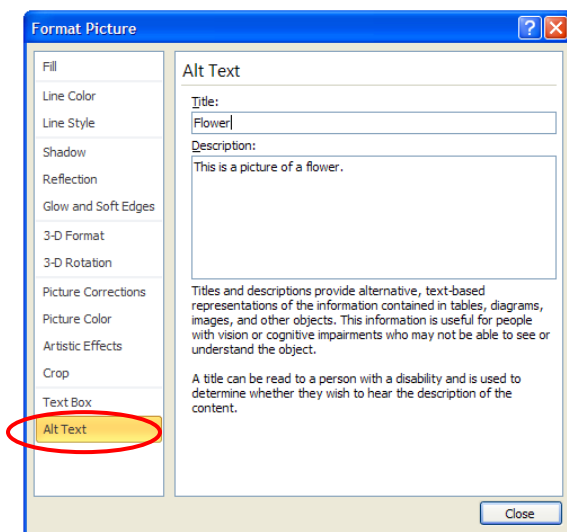 Format Picture
Fill
Line Color
Line Style
Shadow
Reflection
Glow and Soft Edges
3-D Format
3-D Rotation
Picture Corrections
Picture Color
Artistic Effects
Crop
Text Box
Alt Text
Alt Text
Title:
Flower
Description:
This is a picture of a flower.
Titles and descriptions provide alternative, text-based
representations of the information contained in tables, diagrams,
images, and other objects. This information is useful for people
with vision or cognitive impairments who may not be able to see or
understand the object.
A title can be read to a person with a disability and is used to
determine whether they wish to hear the description of the
content.
Close